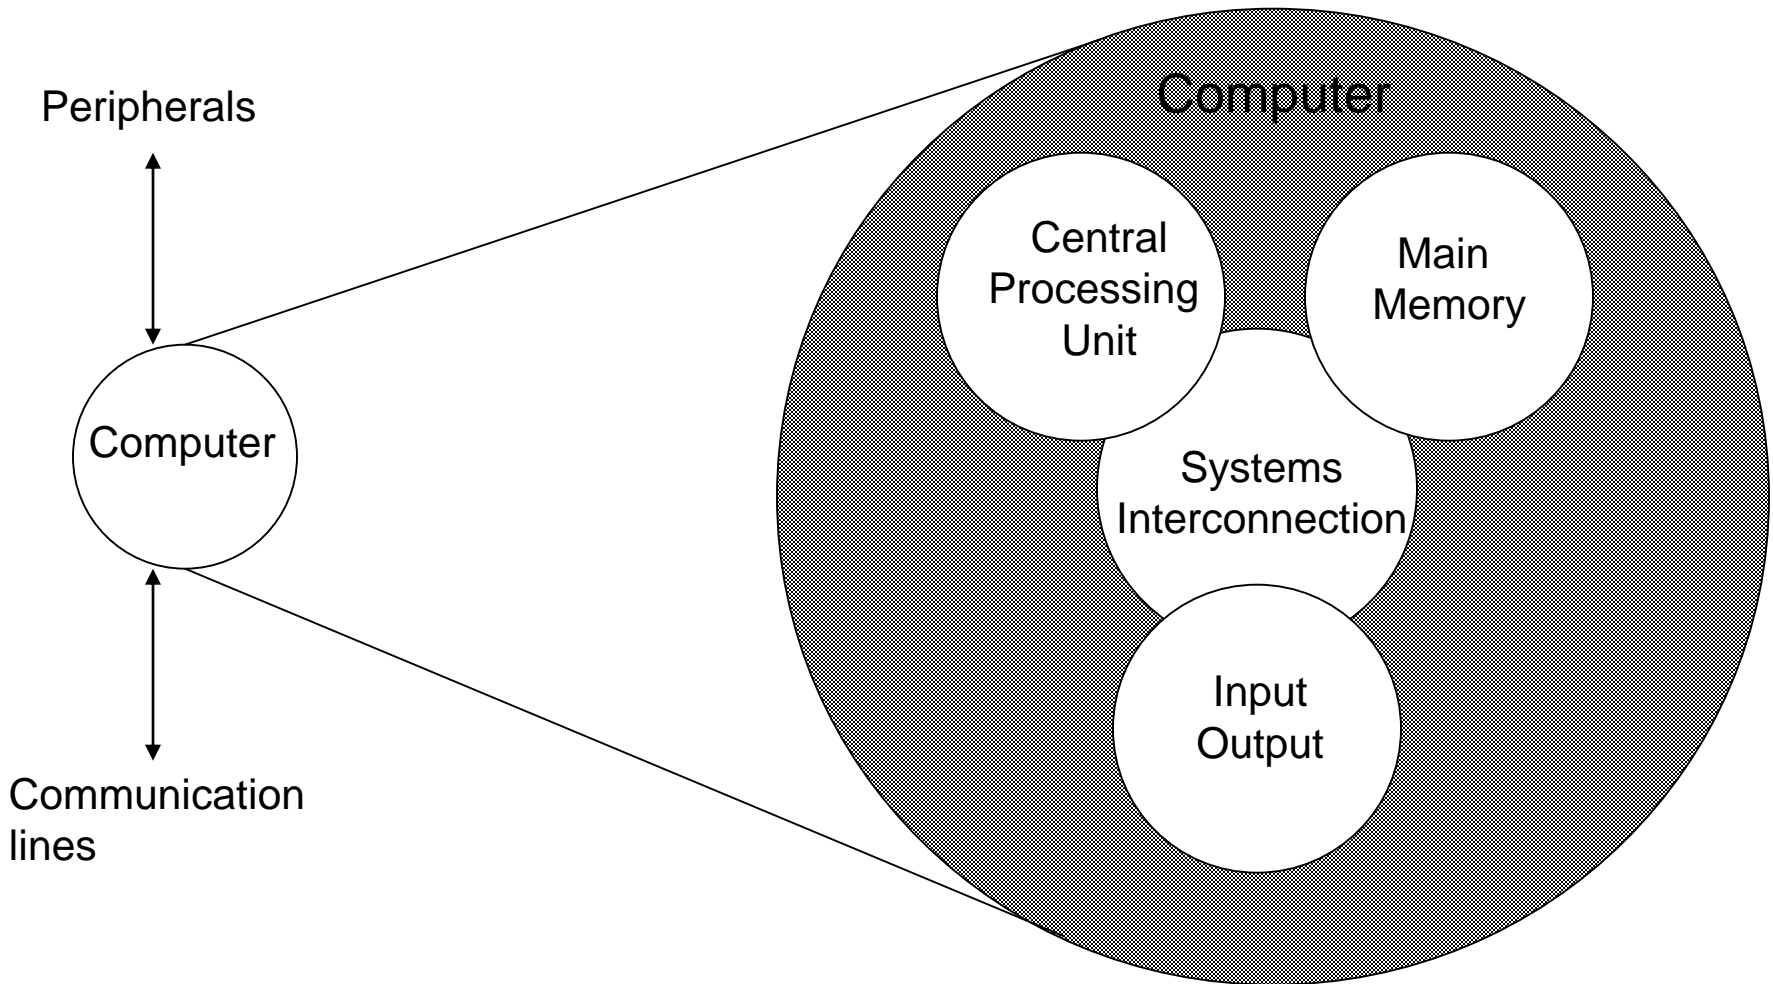 Peripherals
Computer
Communication
lines
Computer
Central
Processing
Unit
Main
Memory
Systems
Interconnection
Input
Output